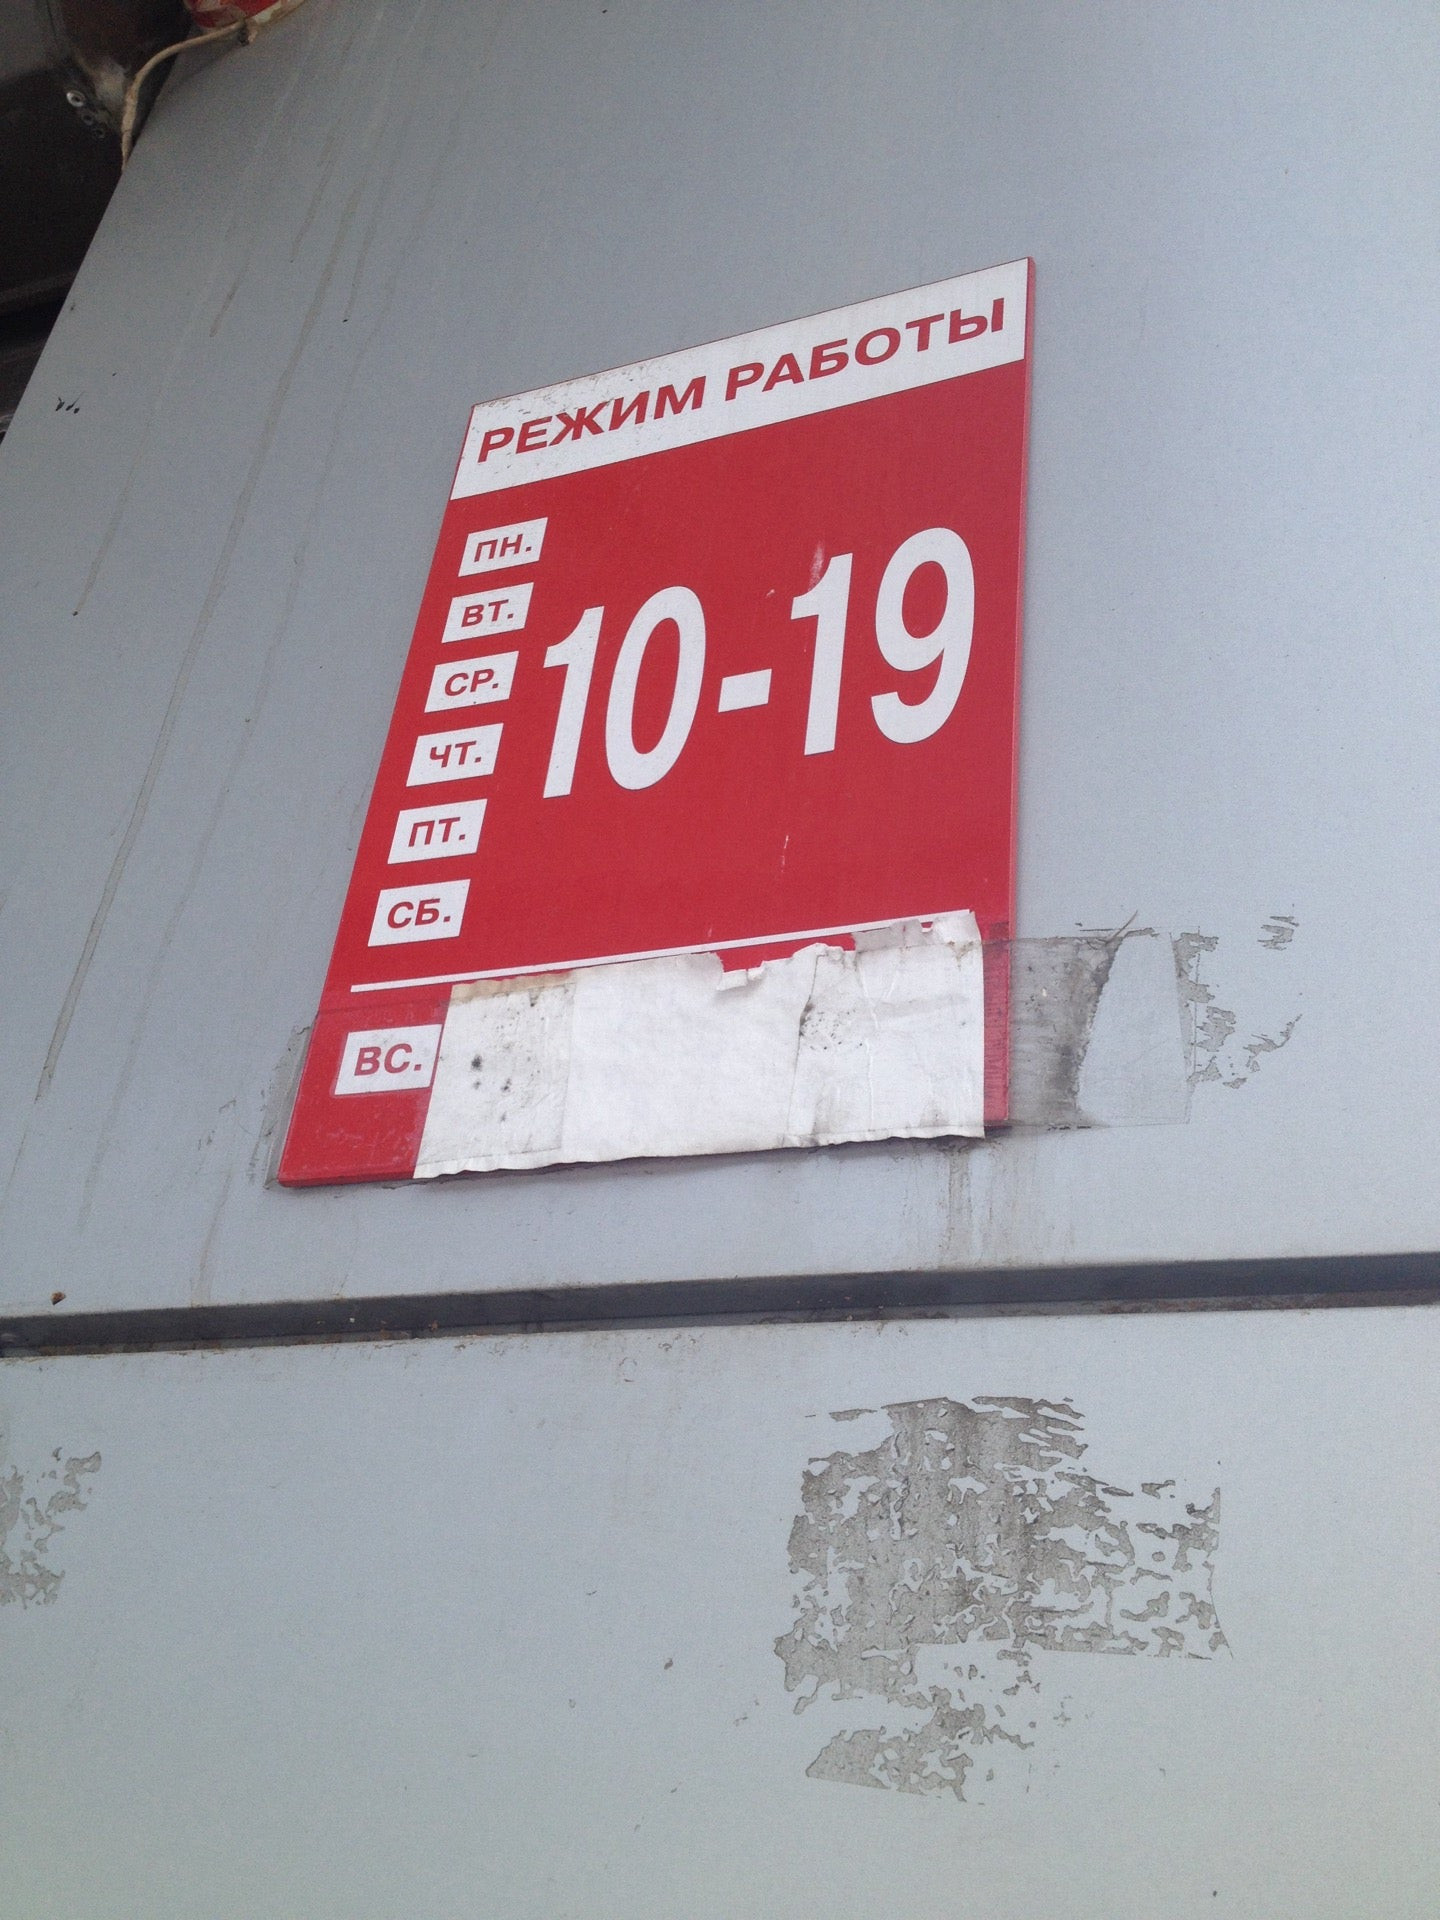 РЕЖИМ РАБОТЫ
ПН.
ВТ.
СР.
ЧТ.
ПТ.
СБ.
10-19
ВС.